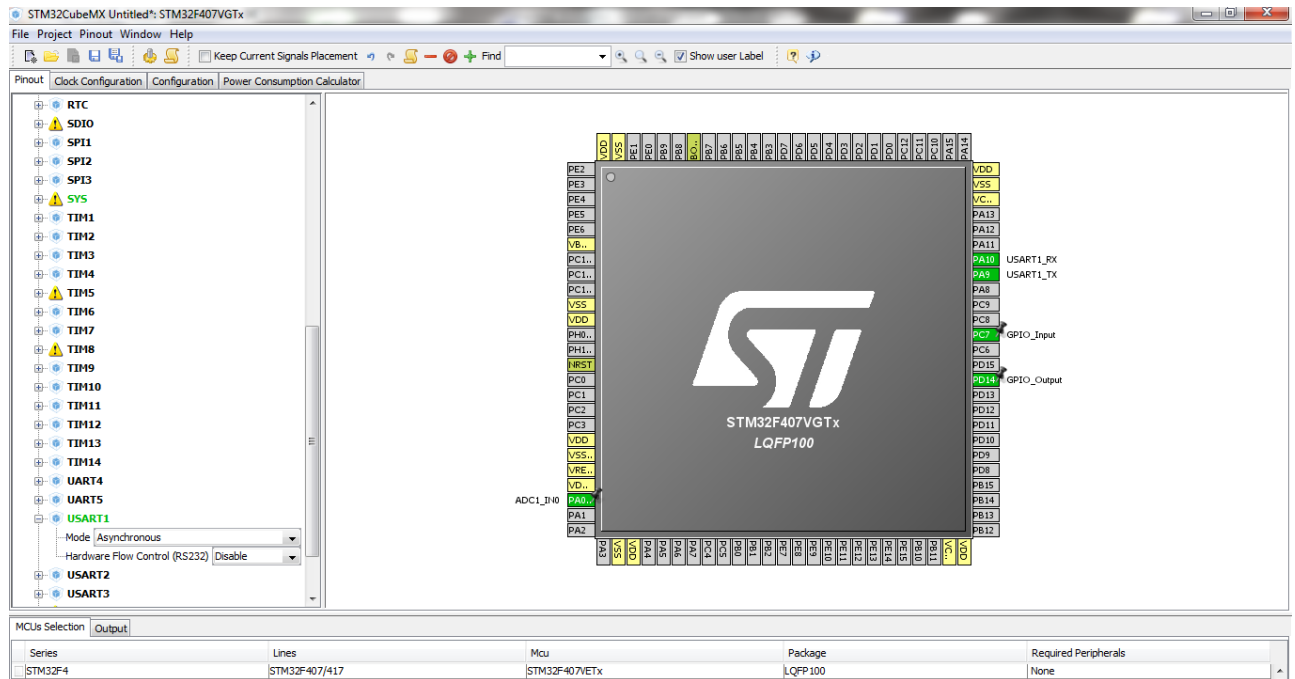 STM32CubeMX Untitled*: STM32F407VGTx
File Project Pinout Window Help
Keep Current Signals Placement Find Show user Label
Pinout Clock Configuration Configuration Power Consumption Calculator
RTC
SDIO
SPI1
SPI2
SPI3
SYS
TIM1
TIM2
TIM3
TIM4
TIM5
TIM6
TIM7
TIM8
TIM9
TIM10
TIM11
TIM12
TIM13
TIM14
UART4
UART5
USART1
Mode Asynchronous
Hardware Flow Control (RS232) Disable
USART2
USART3
VDD VSS PE1 PE0 PB9 PB8 BO.. PB7 PB6 PB5 PB4 PB3 PD7 PD6 PD5 PD4 PD3 PD2 PD1 PD0 PC12 PC11 PC10 PA15 PA14
PE2
PE3
PE4
PE5
PE6
VB..
PC1..
PC1..
PC1..
VSS
VDD
PH0..
PH1..
NRST
PC0
PC1
PC2
PC3
VDD
VSS..
VRE..
VD..
ADC1_IN0 PA0..
PA1
PA2
STM32F407VGTx
LQFP100
VDD
VSS
VC..
PA13
PA12
PA11
PA10 USART1_RX
PA9 USART1_TX
PA8
PC9
PC8
PC7 GPIO_Input
PC6
PD15
PD14 GPIO_Output
PD13
PD12
PD11
PD10
PD9
PD8
PB15
PB14
PB13
PB12
PA3 VSS VDD PA4 PA5 PA6 PA7 PC4 PC5 PB0 PB1 PB2 PE7 PE8 PE9 PE10 PE11 PE12 PE13 PE14 PE15 PB10 PB11 VC.. VDD
MCUs Selection Output
Series Lines Mcu Package Required Peripherals
STM32F4 STM32F407/417 STM32F407VETx LQFP100 None